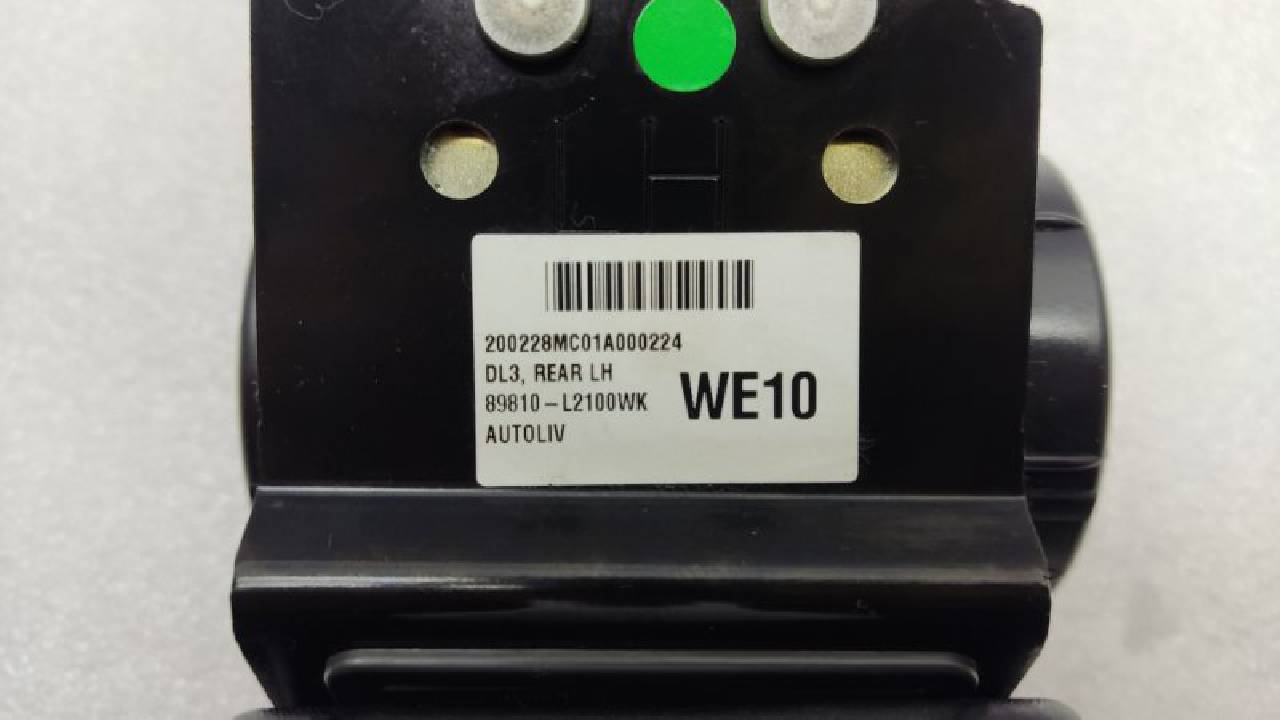 LH
200228MC01A000224
DL3, REAR LH
89810-L2100WK
WE10
AUTOLIV